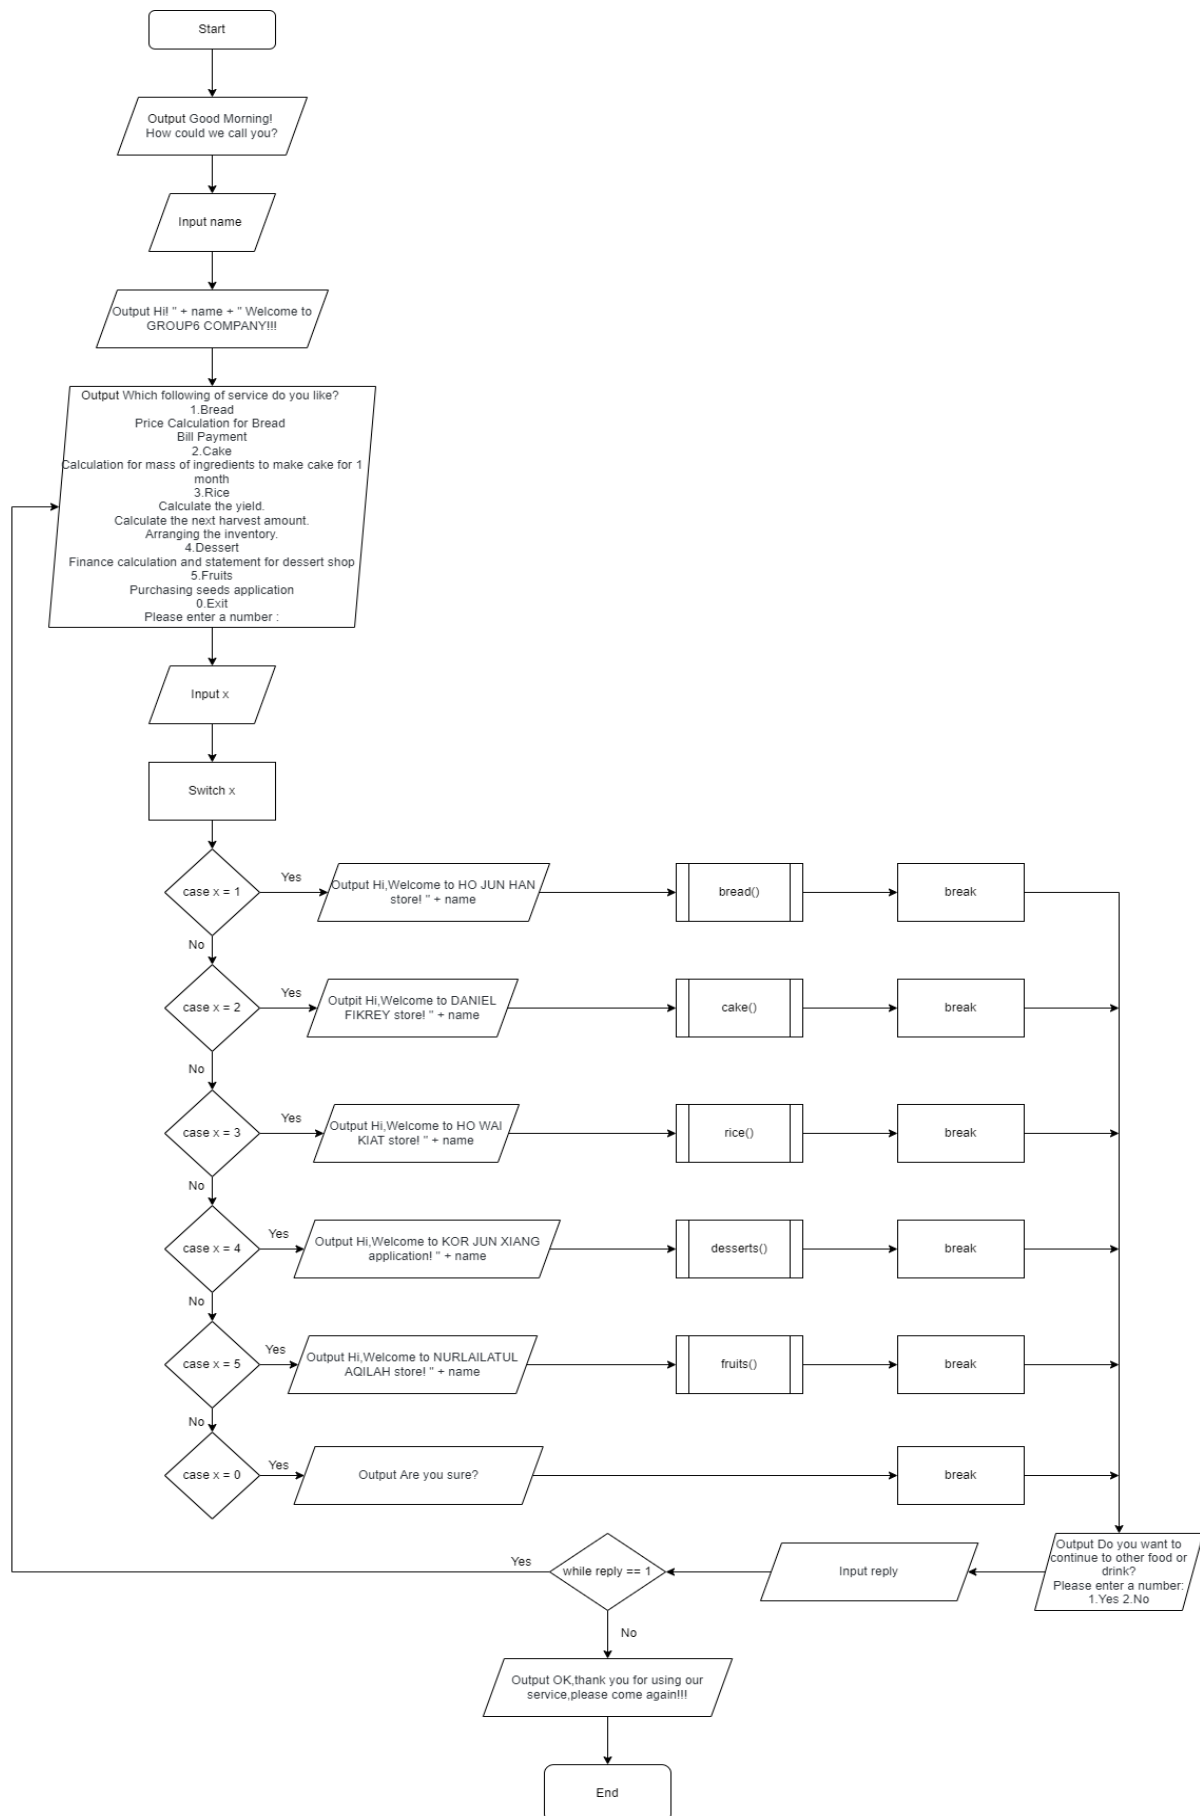 Start
Output Good Morning!
How could we call you?
Input name
Output Hi! " + name + " Welcome to
GROUP6 COMPANY!!!
Output Which following of service do you like?
1.Bread
Price Calculation for Bread
Bill Payment
2.Cake
Calculation for mass of ingredients to make cake for 1
month
3.Rice
Calculate the yield.
Calculate the next harvest amount.
Arranging the inventory.
4.Dessert
Finance calculation and statement for dessert shop
5.Fruits
Purchasing seeds application
0.Exit
Please enter a number :
Input x
Switch x
case x = 1
Yes
Output Hi,Welcome to HO JUN HAN
store! " + name
bread()
break
No
case x = 2
Yes
Outpit Hi,Welcome to DANIEL
FIKREY store! " + name
cake()
break
No
case x = 3
Yes
Output Hi,Welcome to HO WAI
KIAT store! " + name
rice()
break
No
case x = 4
Yes
Output Hi,Welcome to KOR JUN XIANG
application! " + name
desserts()
break
No
case x = 5
Yes
Output Hi,Welcome to NURLAILATUL
AQILAH store! " + name
fruits()
break
No
case x = 0
Yes
Output Are you sure?
break
Output Do you want to
continue to other food or
drink?
Please enter a number:
1.Yes 2.No
Input reply
while reply == 1
Yes
No
Output OK,thank you for using our
service,please come again!!!
End